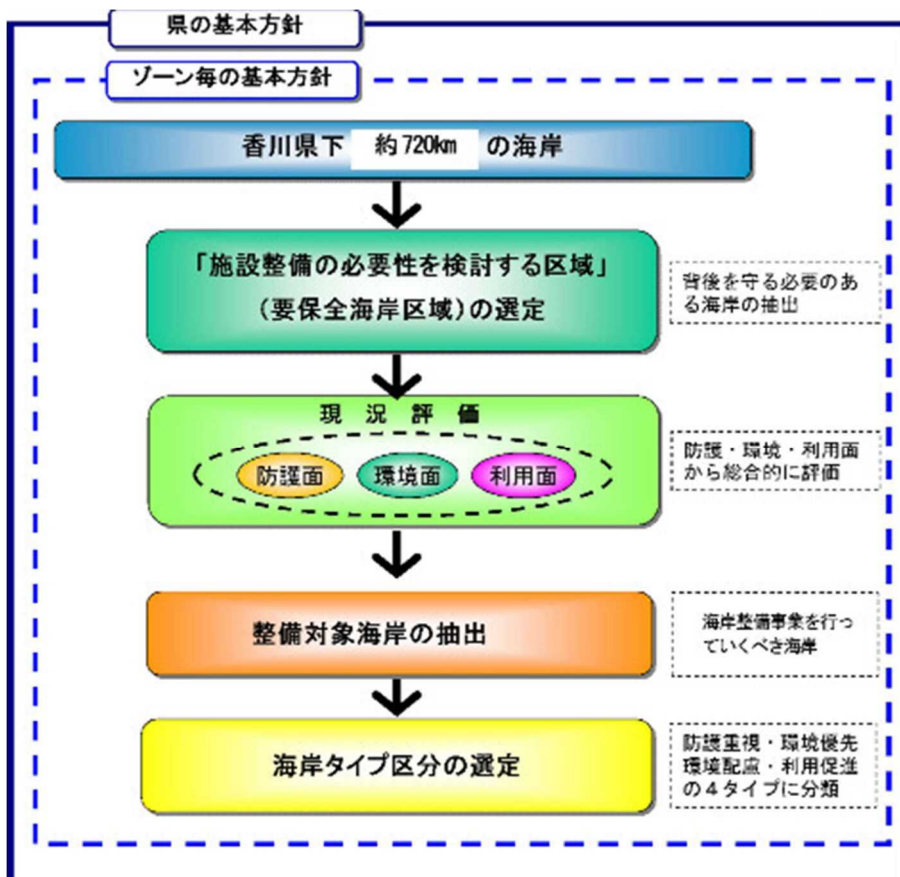 県の基本方針
ゾーン毎の基本方針
香川県下 約720km の海岸
「施設整備の必要性を検討する区域」
(要保全海岸区域)の選定
背後を守る必要のあ
る海岸の抽出
現況評価
防護面 環境面 利用面
防護・環境・利用面
から総合的に評価
整備対象海岸の抽出
海岸整備事業を行っ
ていくべき海岸
海岸タイプ区分の選定
防護重視・環境優先
環境配慮・利用促進
の4タイプに分類